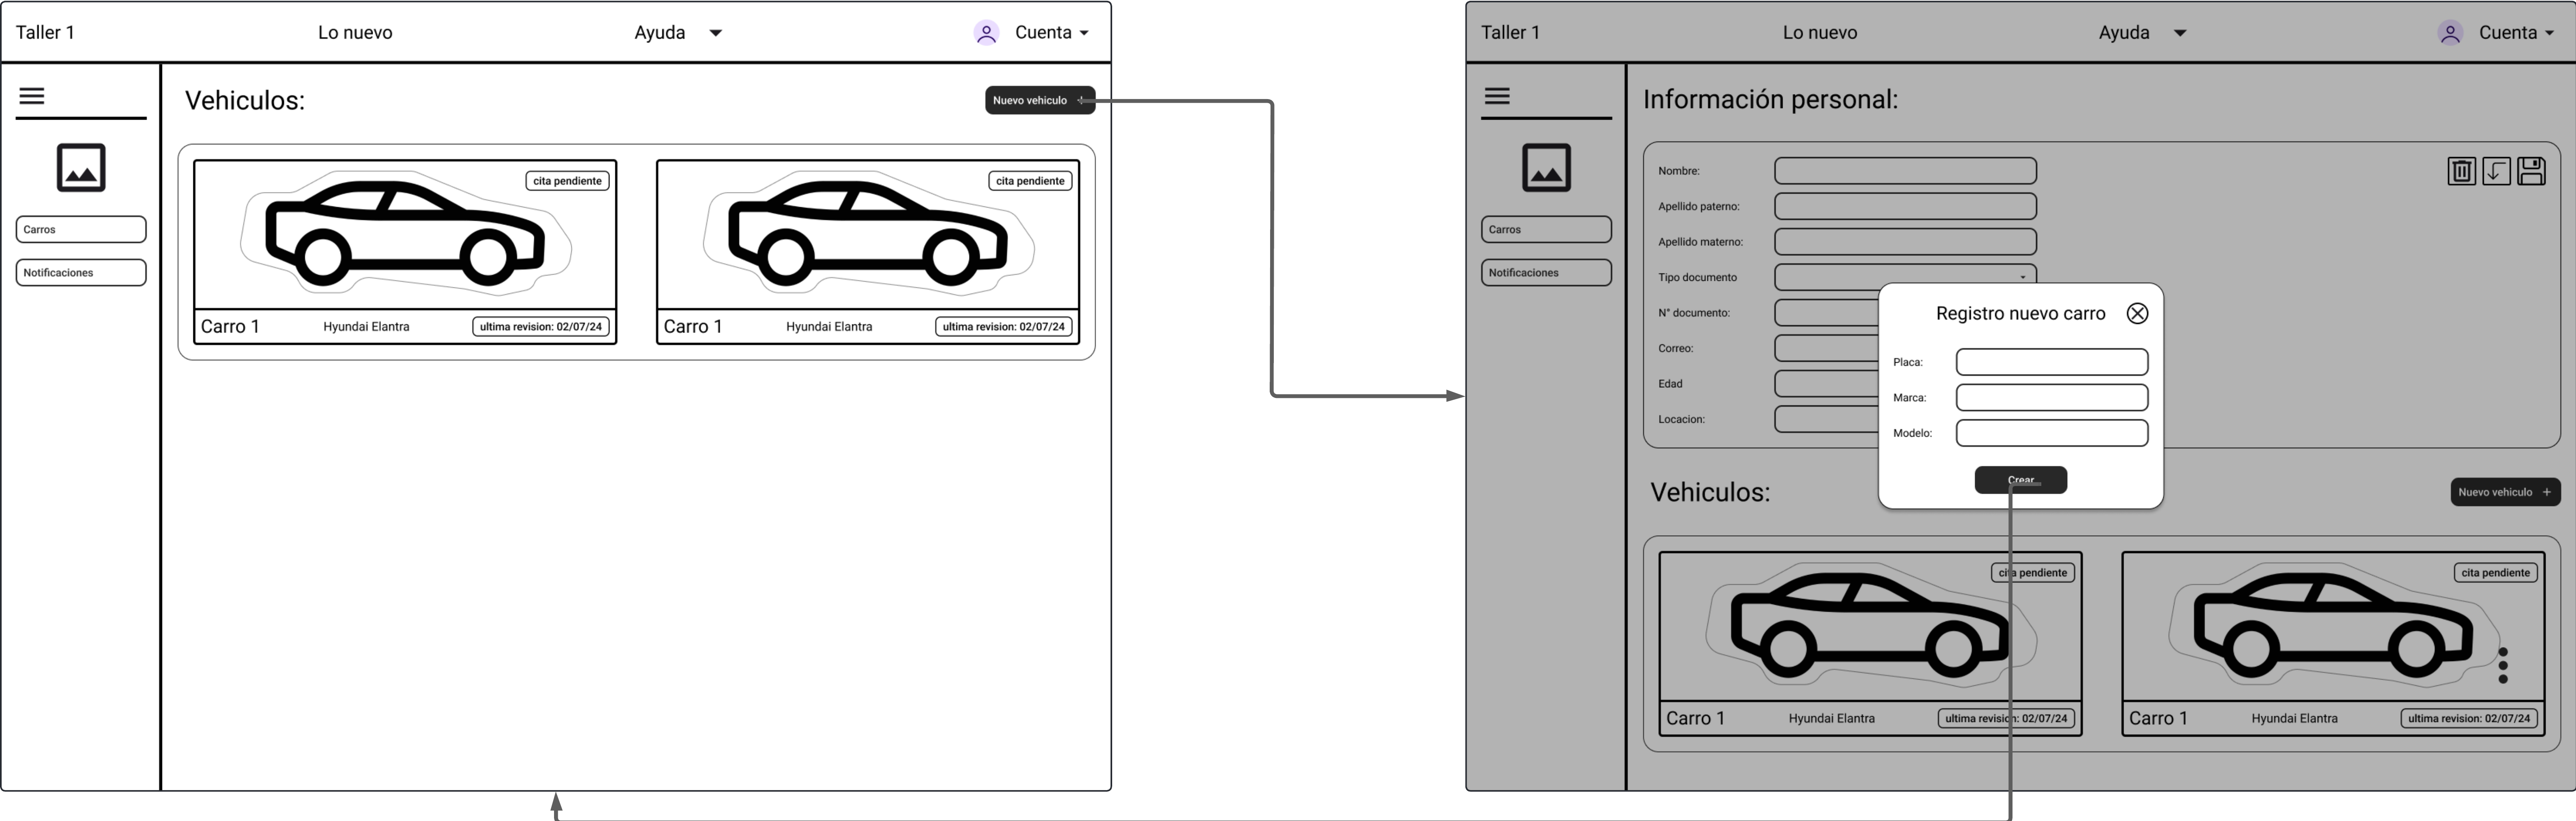 Taller 1
Lo nuevo
Ayuda
Cuenta
Vehiculos:
Nuevo vehiculo +
Carros
Notificaciones
cita pendiente
Carro 1
Hyundai Elantra
ultima revision: 02/07/24
cita pendiente
Carro 1
Hyundai Elantra
ultima revision: 02/07/24
Taller 1
Lo nuevo
Ayuda
Cuenta
Carros
Notificaciones
Información personal:
Nombre:
Apellido paterno:
Apellido materno:
Tipo documento
N° documento:
Correo:
Edad
Locacion:
Registro nuevo carro
Placa:
Marca:
Modelo:
Crear
Vehiculos:
Nuevo vehiculo +
cita pendiente
Carro 1
Hyundai Elantra
ultima revision: 02/07/24
cita pendiente
Carro 1
Hyundai Elantra
ultima revision: 02/07/24